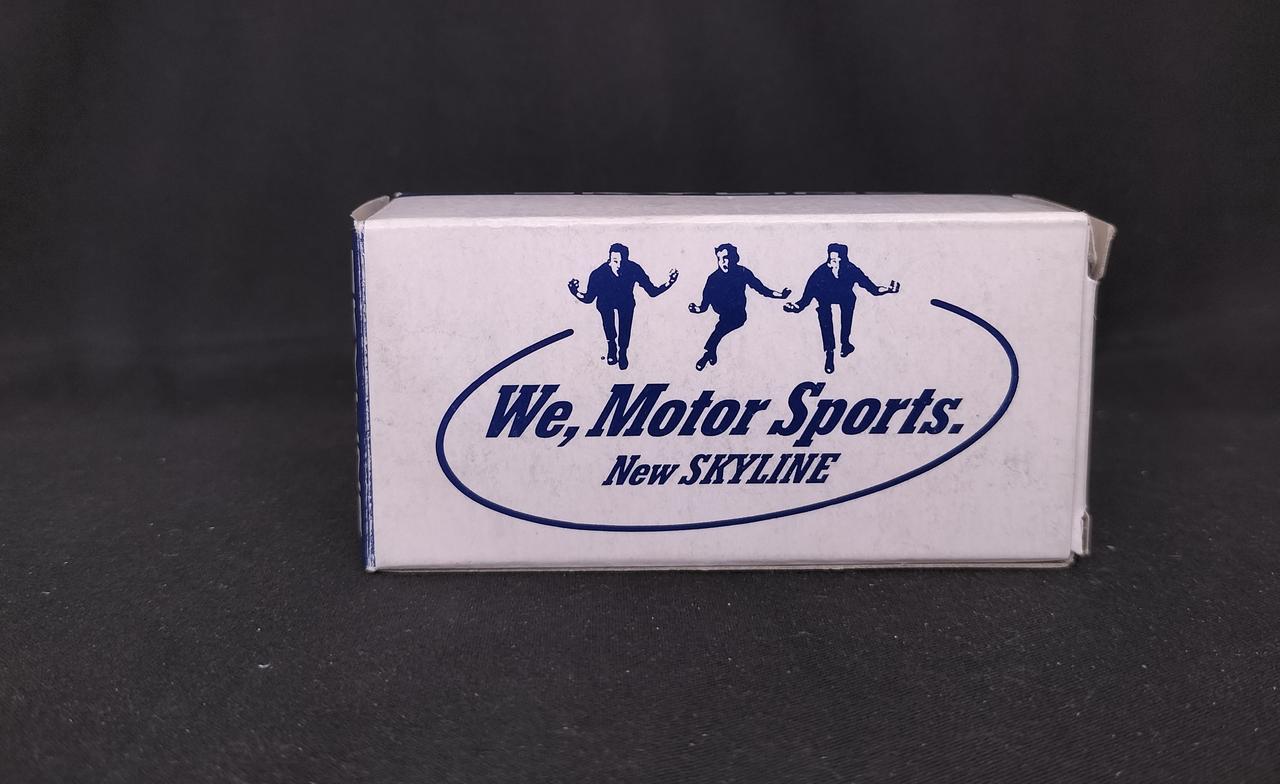 We, Motor Sports.
New SKYLINE